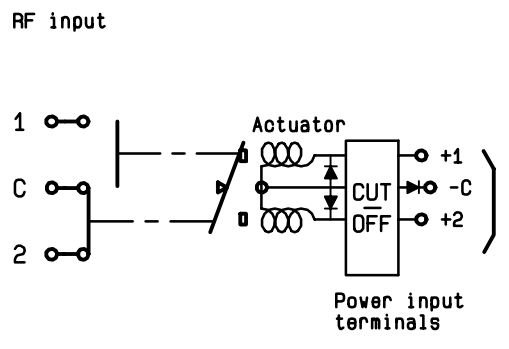 RF input
Actuator
1
+1
C
CUT
OFF
-C
+2
2
Power input
terminals